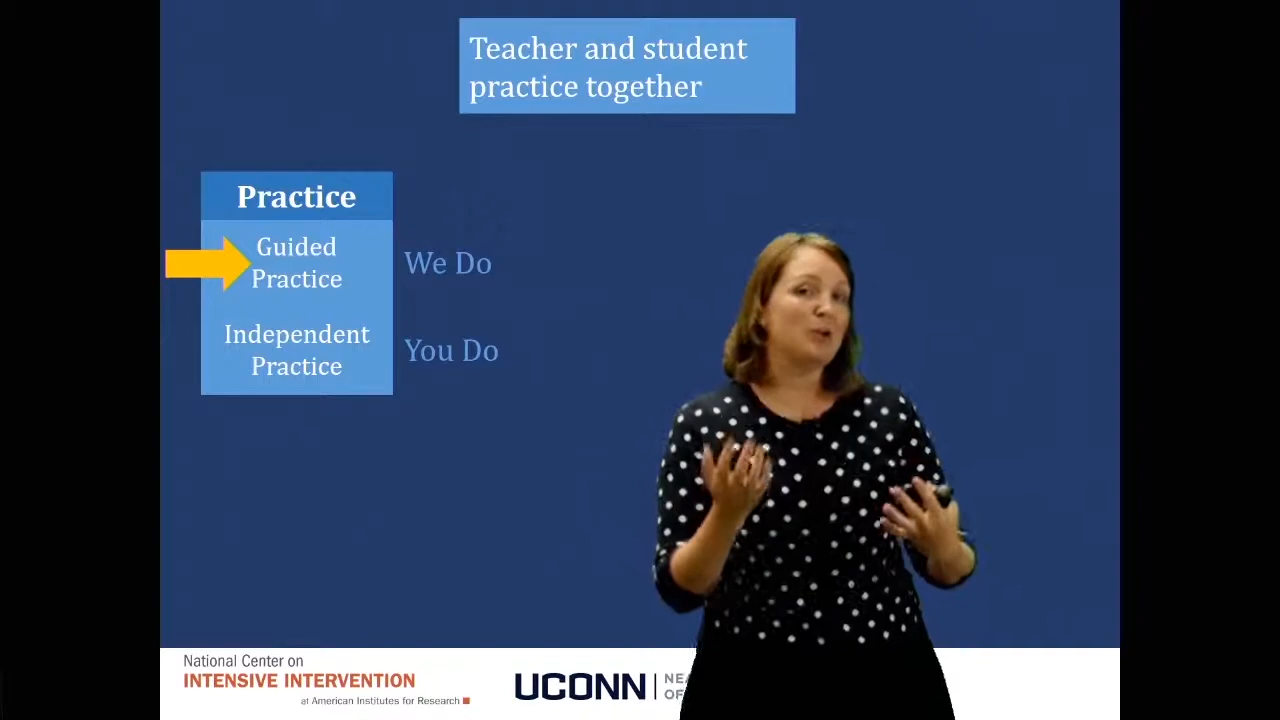 Teacher and student
practice together
Practice
Guided
Practice
We Do
Independent
Practice
You Do
National Center on
INTENSIVE INTERVENTION
at American Institutes for Research
UCONN
OF